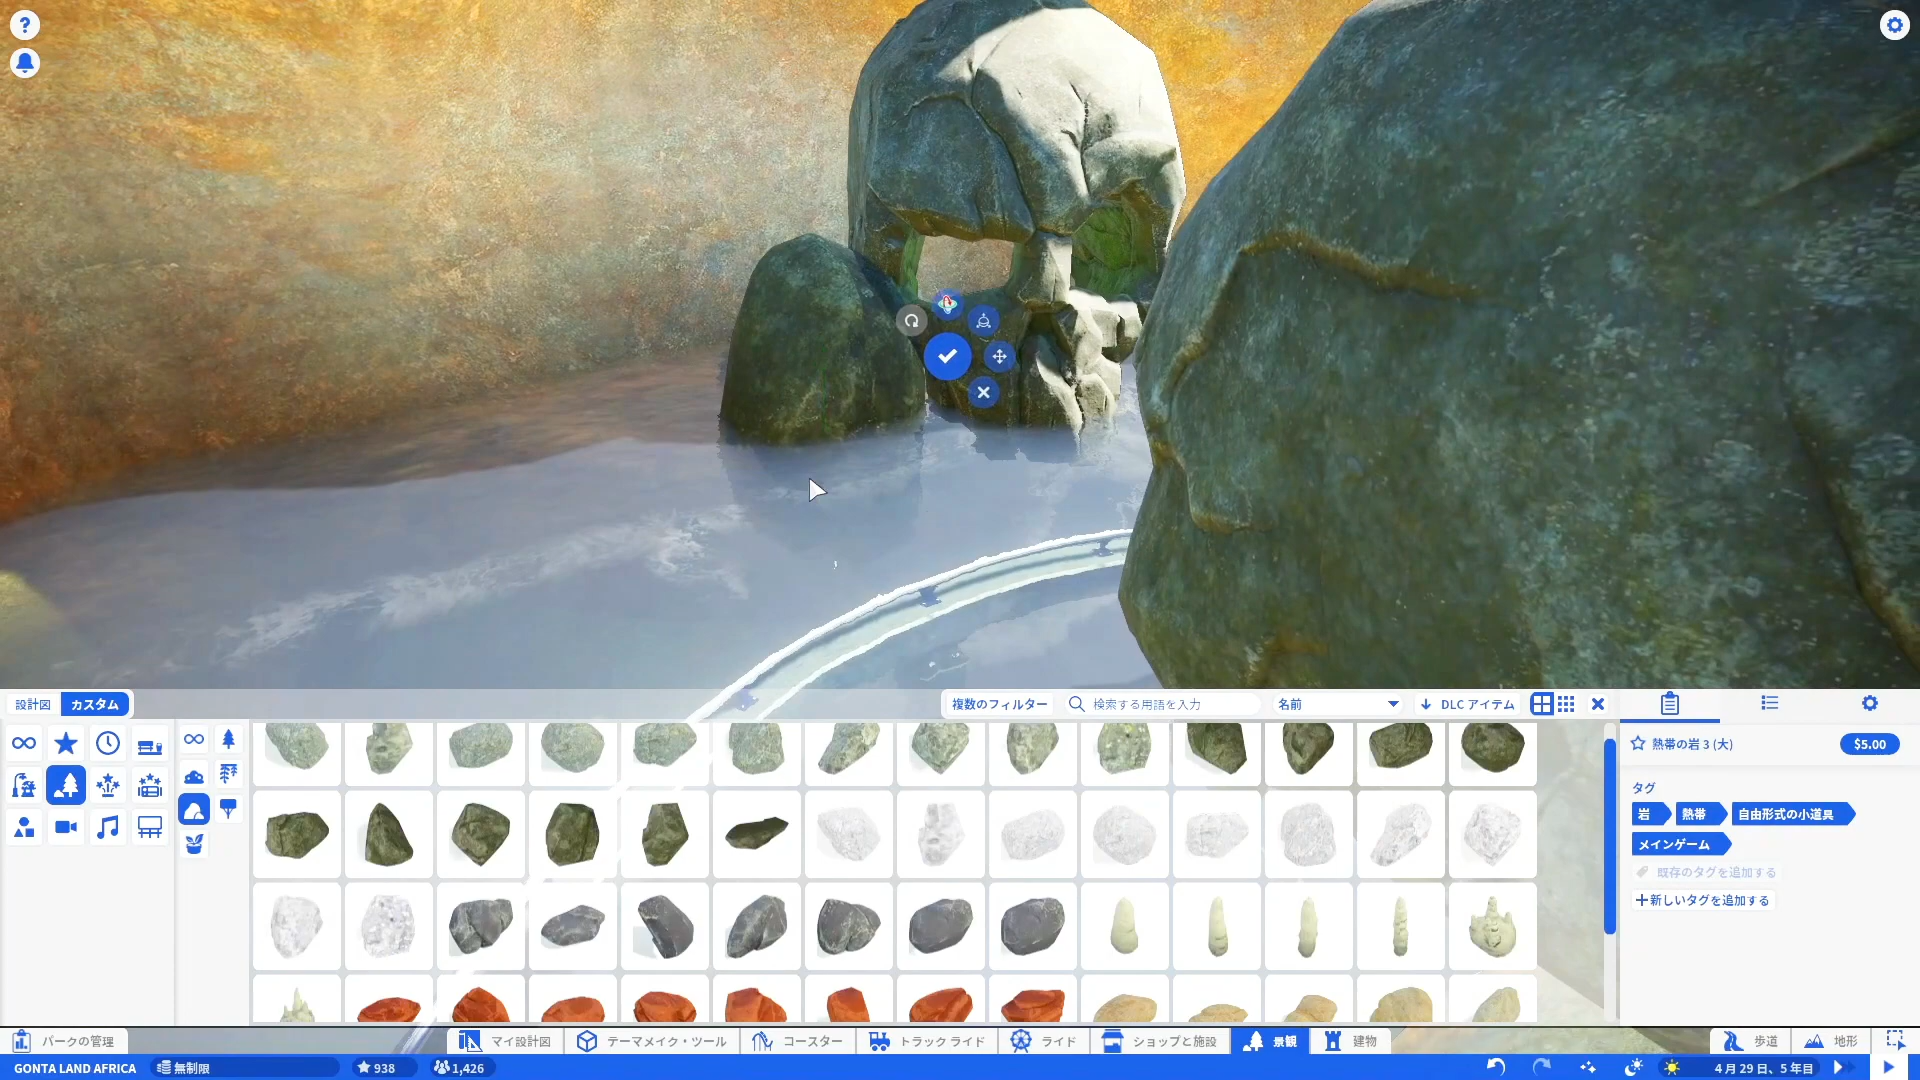 設計図 カスタム
複数のフィルター 検索する用語を入力 名前 DLC アイテム
熱帯の岩 3 (大) $5.00
タグ
岩 熱帯 自由形式の小道具
メインゲーム
既存のタグを追加する
+新しいタグを追加する
パークの管理 マイ設計図 テーマメイク・ツール コースター トラック ライド ライド ショップと施設 景観 建物 歩道 地形
GONTA LAND AFRICA 無制限 938 1,426 4 月 29 日、5 年目